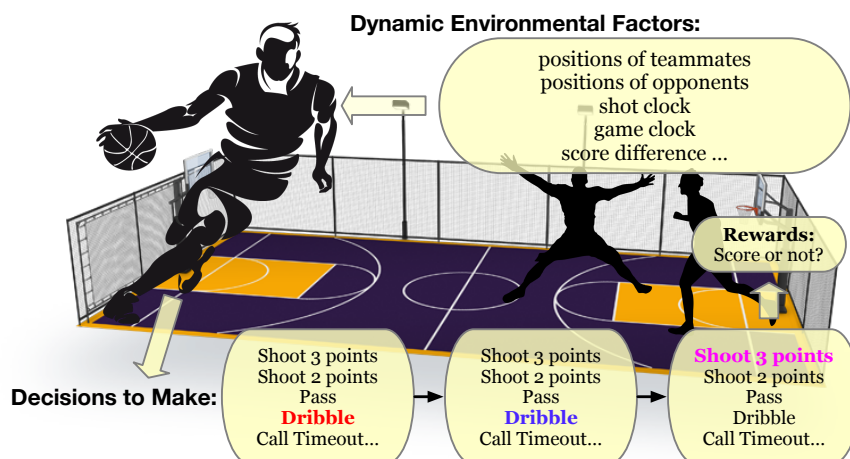 Dynamic Environmental Factors:
positions of teammates
positions of opponents
shot clock
game clock
score difference ...
Rewards:
Score or not?
Decisions to Make:
Shoot 3 points
Shoot 2 points
Pass
Dribble
Call Timeout...
Shoot 3 points
Shoot 2 points
Pass
Dribble
Call Timeout...
Shoot 3 points
Shoot 2 points
Pass
Dribble
Call Timeout...